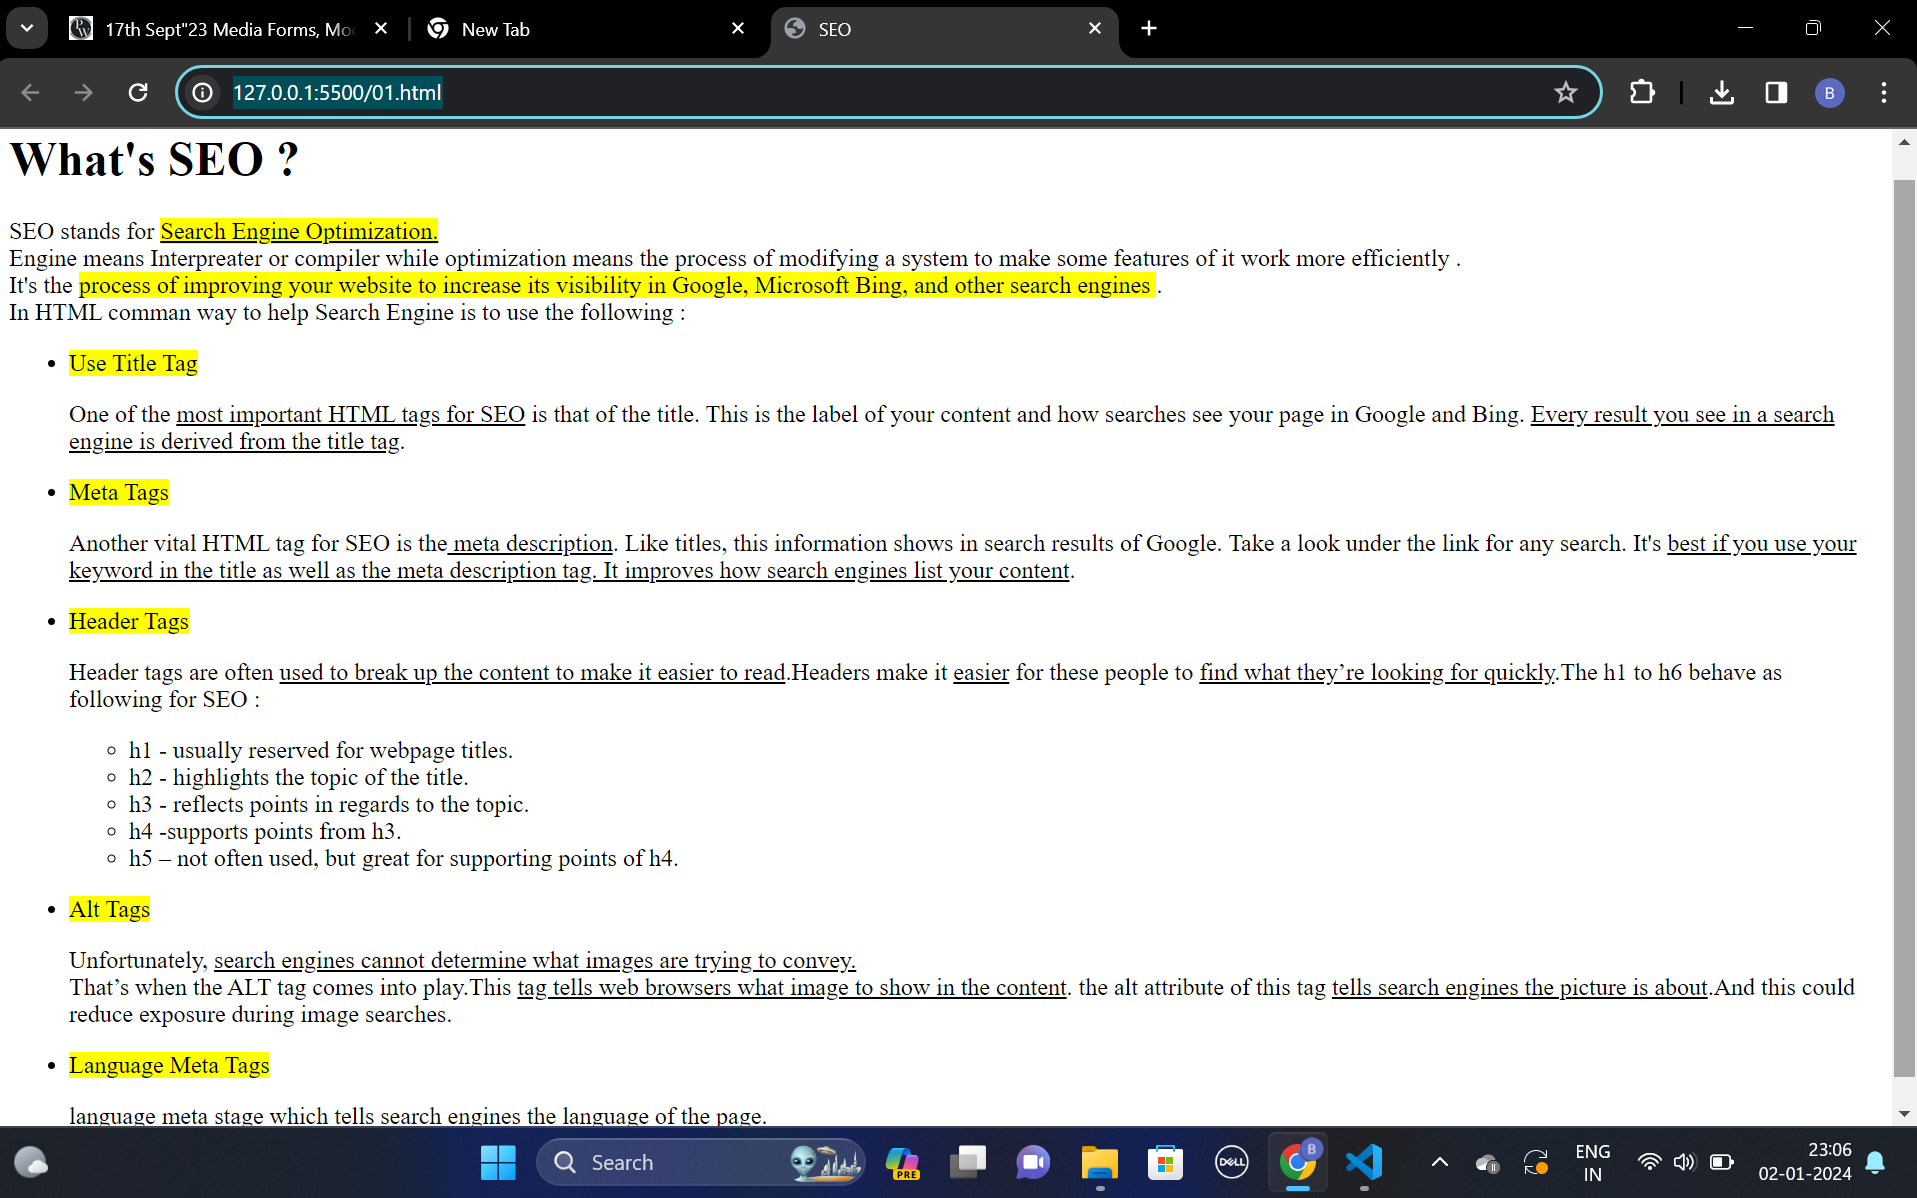 17th Sept"23 Media Forms, Mo
New Tab
SEO
127.0.0.1:5500/01.html
B
What's SEO ?
SEO stands for Search Engine Optimization.
Engine means Interpreater or compiler while optimization means the process of modifying a system to make some features of it work more efficiently .
It's the process of improving your website to increase its visibility in Google, Microsoft Bing, and other search engines .
In HTML comman way to help Search Engine is to use the following :
• Use Title Tag
One of the most important HTML tags for SEO is that of the title. This is the label of your content and how searches see your page in Google and Bing. Every result you see in a search
engine is derived from the title tag.
• Meta Tags
Another vital HTML tag for SEO is the meta description. Like titles, this information shows in search results of Google. Take a look under the link for any search. It's best if you use your
keyword in the title as well as the meta description tag. It improves how search engines list your content.
• Header Tags
Header tags are often used to break up the content to make it easier to read.Headers make it easier for these people to find what they’re looking for quickly.The h1 to h6 behave as
following for SEO :
◦ h1 - usually reserved for webpage titles.
◦ h2 - highlights the topic of the title.
◦ h3 - reflects points in regards to the topic.
◦ h4 -supports points from h3.
◦ h5 – not often used, but great for supporting points of h4.
• Alt Tags
Unfortunately, search engines cannot determine what images are trying to convey.
That’s when the ALT tag comes into play.This tag tells web browsers what image to show in the content. the alt attribute of this tag tells search engines the picture is about.And this could
reduce exposure during image searches.
• Language Meta Tags
language meta stage which tells search engines the language of the page.
Search
PRE
DELL
B
ENG
IN
23:06
02-01-2024